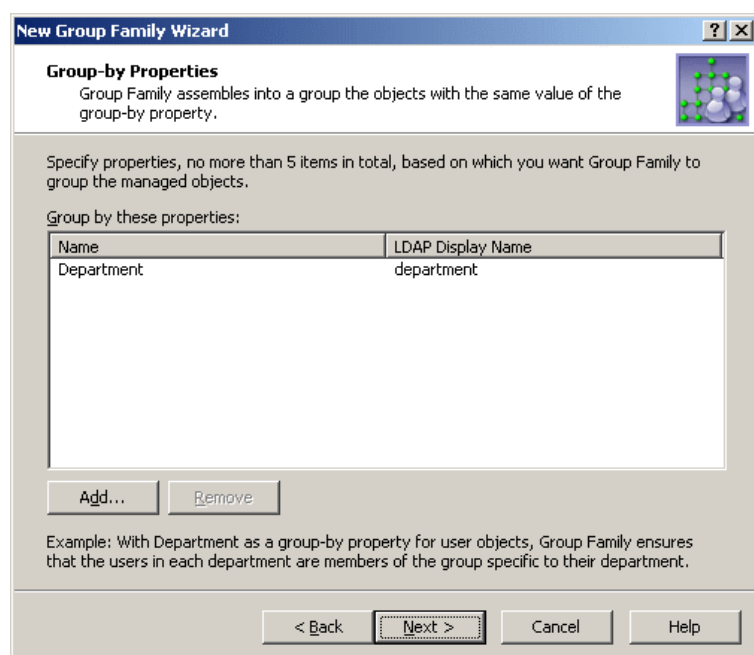 New Group Family Wizard
?
Group-by Properties
Group Family assembles into a group the objects with the same value of the
group-by property.
Specify properties, no more than 5 items in total, based on which you want Group Family to
group the managed objects.
Group by these properties:
Name LDAP Display Name
Department department
Add... Remove
Example: With Department as a group-by property for user objects, Group Family ensures
that the users in each department are members of the group specific to their department.
< Back Next > Cancel Help